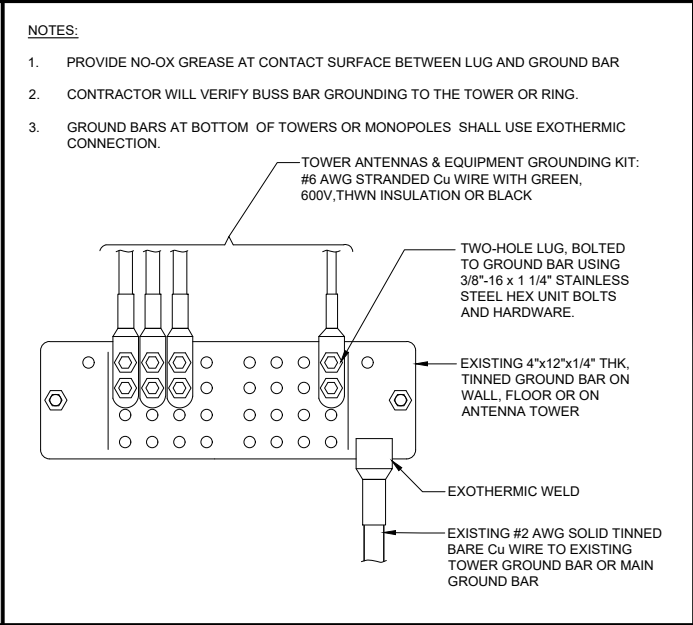 NOTES:
1. PROVIDE NO-OX GREASE AT CONTACT SURFACE BETWEEN LUG AND GROUND BAR
2. CONTRACTOR WILL VERIFY BUSS BAR GROUNDING TO THE TOWER OR RING.
3. GROUND BARS AT BOTTOM OF TOWERS OR MONOPOLES SHALL USE EXOTHERMIC
CONNECTION.
TOWER ANTENNAS & EQUIPMENT GROUNDING KIT:
#6 AWG STRANDED Cu WIRE WITH GREEN,
600V,THWN INSULATION OR BLACK
TWO-HOLE LUG, BOLTED
TO GROUND BAR USING
3/8"-16 x 1 1/4" STAINLESS
STEEL HEX UNIT BOLTS
AND HARDWARE.
EXISTING 4"x12"x1/4" THK,
TINNED GROUND BAR ON
WALL, FLOOR OR ON
ANTENNA TOWER
EXOTHERMIC WELD
EXISTING #2 AWG SOLID TINNED
BARE Cu WIRE TO EXISTING
TOWER GROUND BAR OR MAIN
GROUND BAR